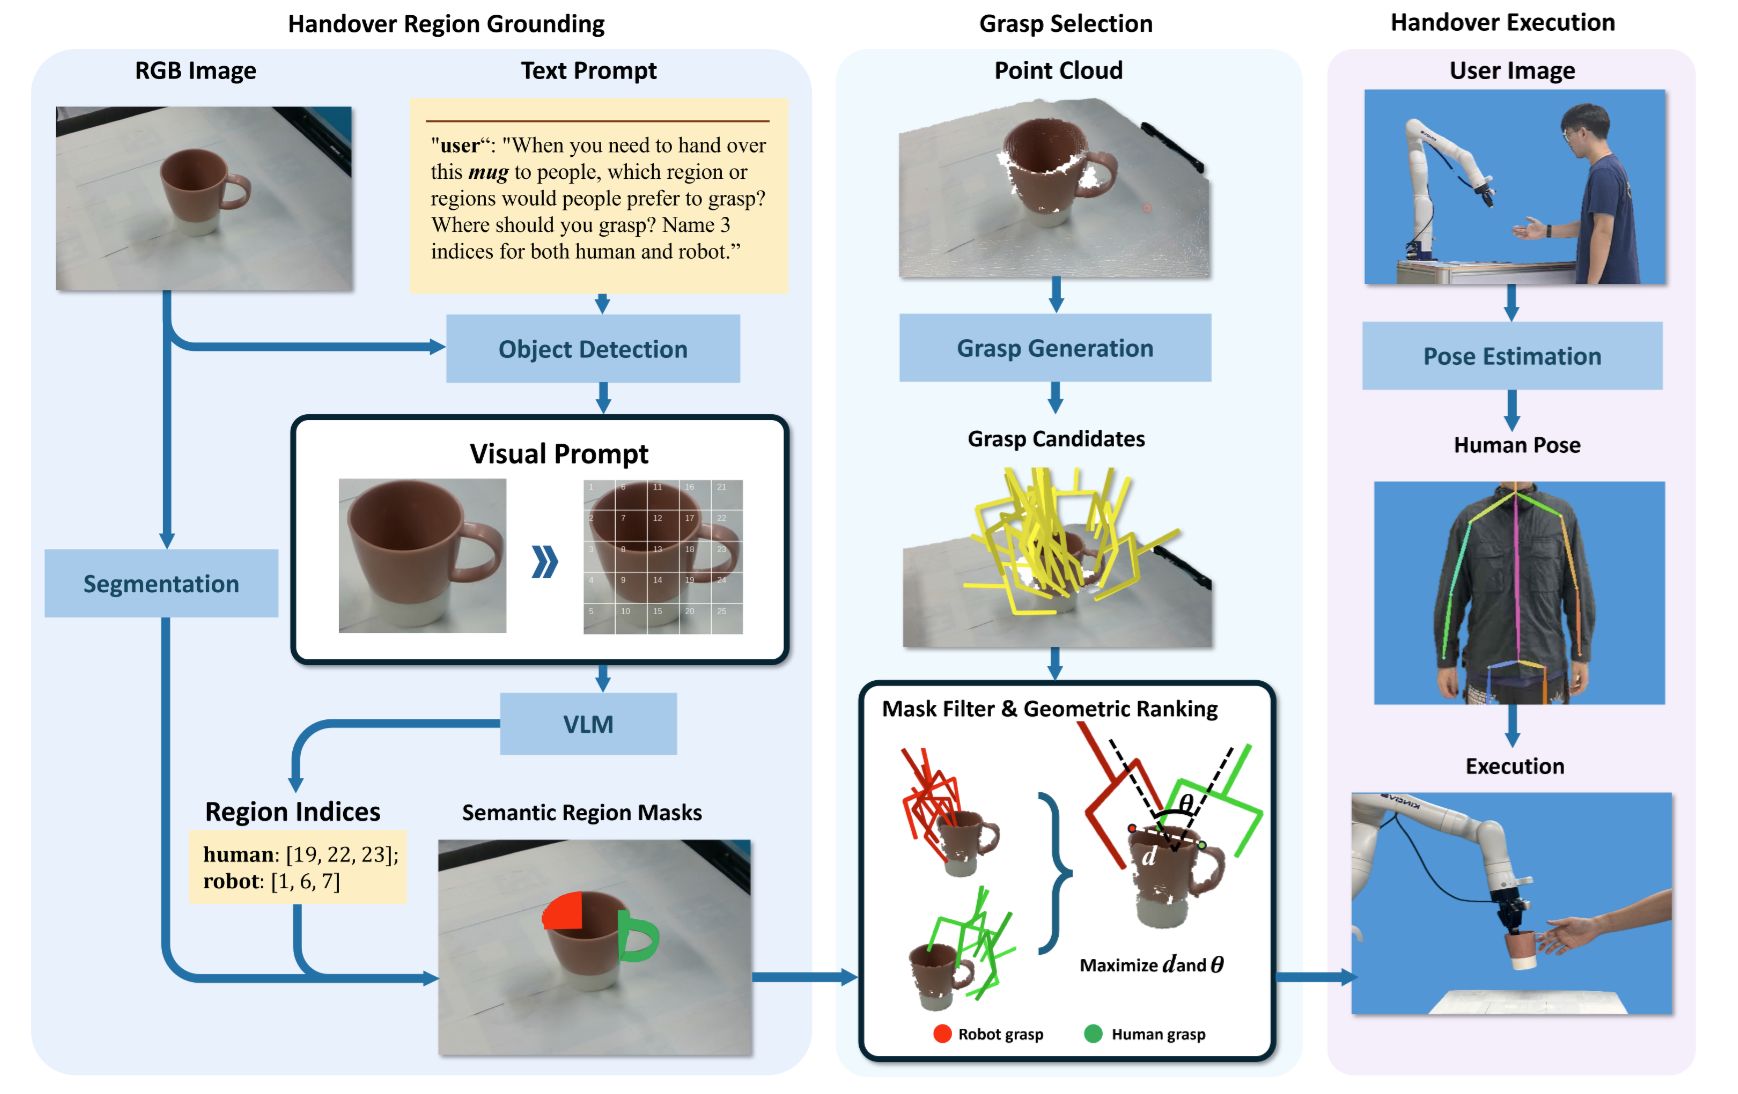 Handover Region Grounding
RGB Image
Text Prompt
"user“: "When you need to hand over
this mug to people, which region or
regions would people prefer to grasp?
Where should you grasp? Name 3
indices for both human and robot.”
Object Detection
Visual Prompt
1 6 11 16 21
2 7 12 17 22
3 8 13 18 23
4 9 14 19 24
5 10 15 20 25
Segmentation
VLM
Region Indices
human: [19, 22, 23];
robot: [1, 6, 7]
Semantic Region Masks
Grasp Selection
Point Cloud
Grasp Generation
Grasp Candidates
Mask Filter & Geometric Ranking
θ
d
Maximize d and θ
Robot grasp
Human grasp
Handover Execution
User Image
Pose Estimation
Human Pose
Execution